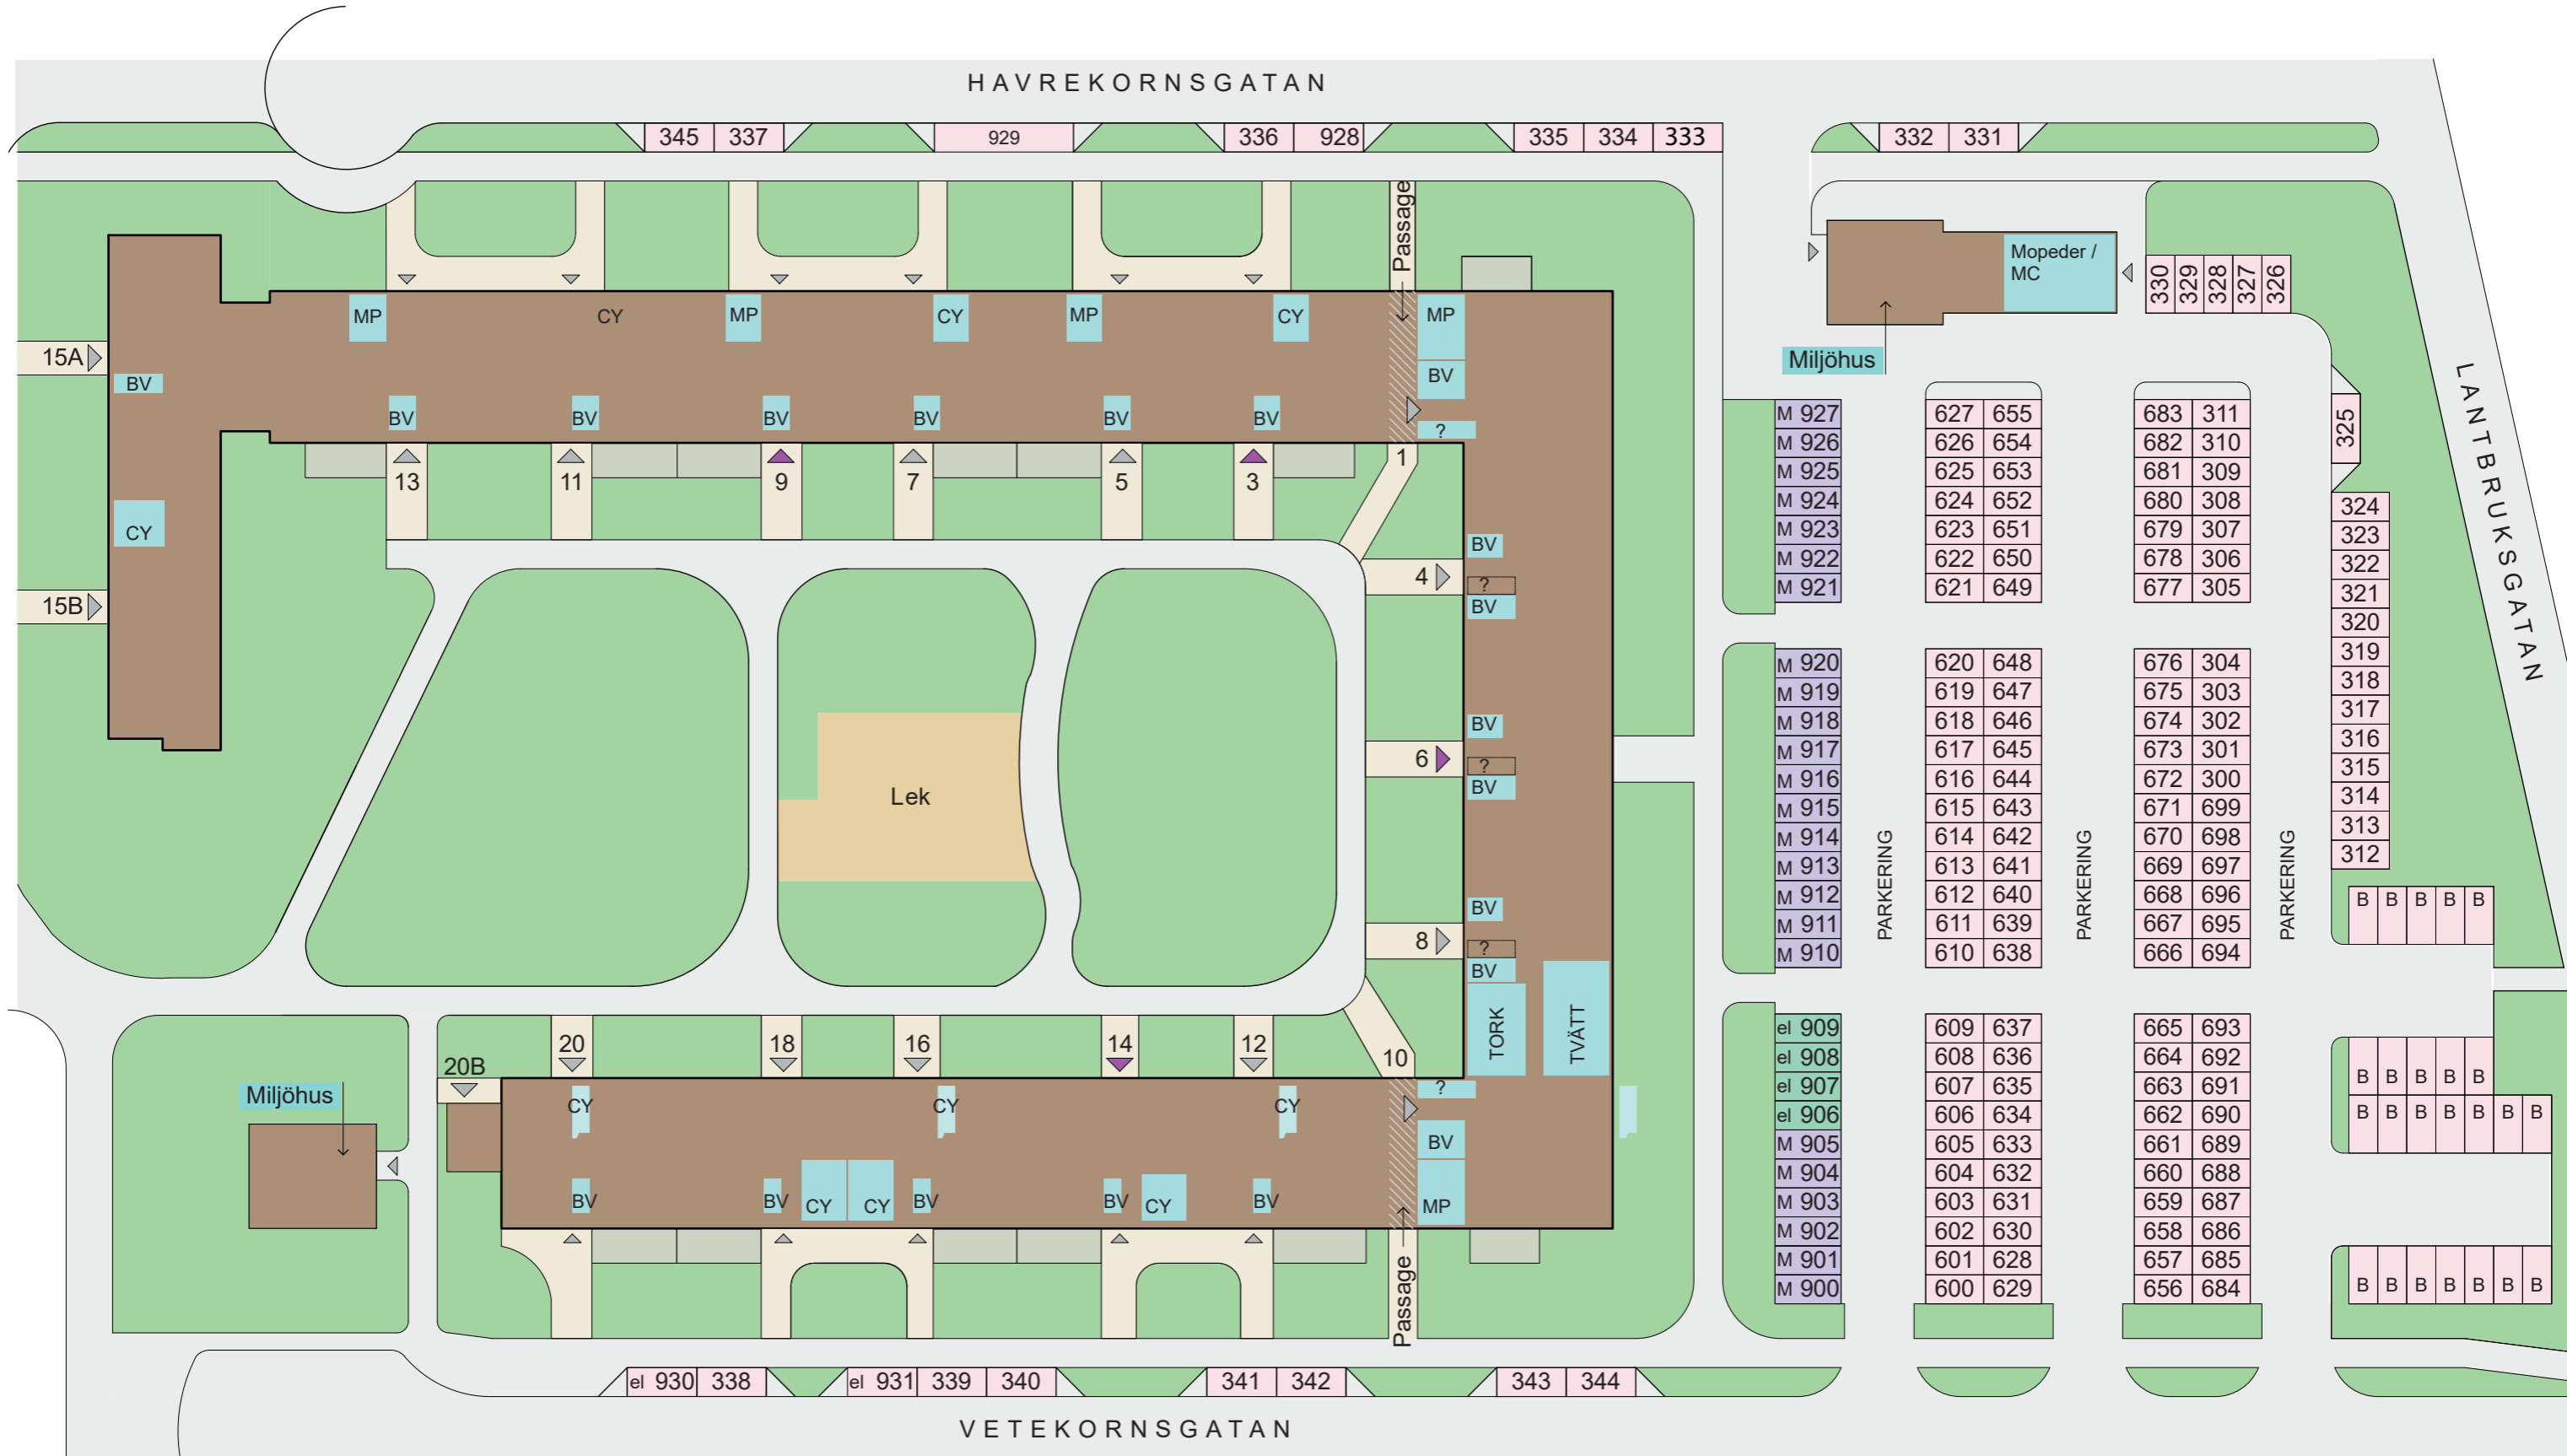 HAVREKORNSGATAN
345 337 929 336 928 335 334 333 332 331
Passage
Mopeder /
MC
330 329 328 327 326
MP CY MP CY MP CY MP
15A
BV
BV BV BV BV BV BV BV
?
Miljöhus
13 11 9 7 5 3 1
CY
15B
BV
4 ?
BV
BV
6 ?
BV
Lek
BV
8 ?
BV
TORK
TVÄTT
20 18 16 14 12 10
20B
Miljöhus
CY CY CY ?
BV
BV BV CY CY BV BV CY BV MP
Passage
LANTBRUKSGATAN
M 927 627 655 683 311
M 926 626 654 682 310
M 925 625 653 681 309
M 924 624 652 680 308
M 923 623 651 679 307
M 922 622 650 678 306
M 921 621 649 677 305
M 920 620 648 676 304
M 919 619 647 675 303
M 918 618 646 674 302
M 917 617 645 673 301
M 916 616 644 672 300
M 915 615 643 671 699
M 914 614 642 670 698
M 913 613 641 669 697
M 912 612 640 668 696
M 911 611 639 667 695
M 910 610 638 666 694
PARKERING
PARKERING
PARKERING
el 909 609 637 665 693
el 908 608 636 664 692
el 907 607 635 663 691
el 906 606 634 662 690
M 905 605 633 661 689
M 904 604 632 660 688
M 903 603 631 659 687
M 902 602 630 658 686
M 901 601 628 657 685
M 900 600 629 656 684
325
324
323
322
321
320
319
318
317
316
315
314
313
312
B B B B B
B B B B B
B B B B B B B
B B B B B B B
el 930 338 el 931 339 340 341 342 343 344
VETEKORNSGATAN